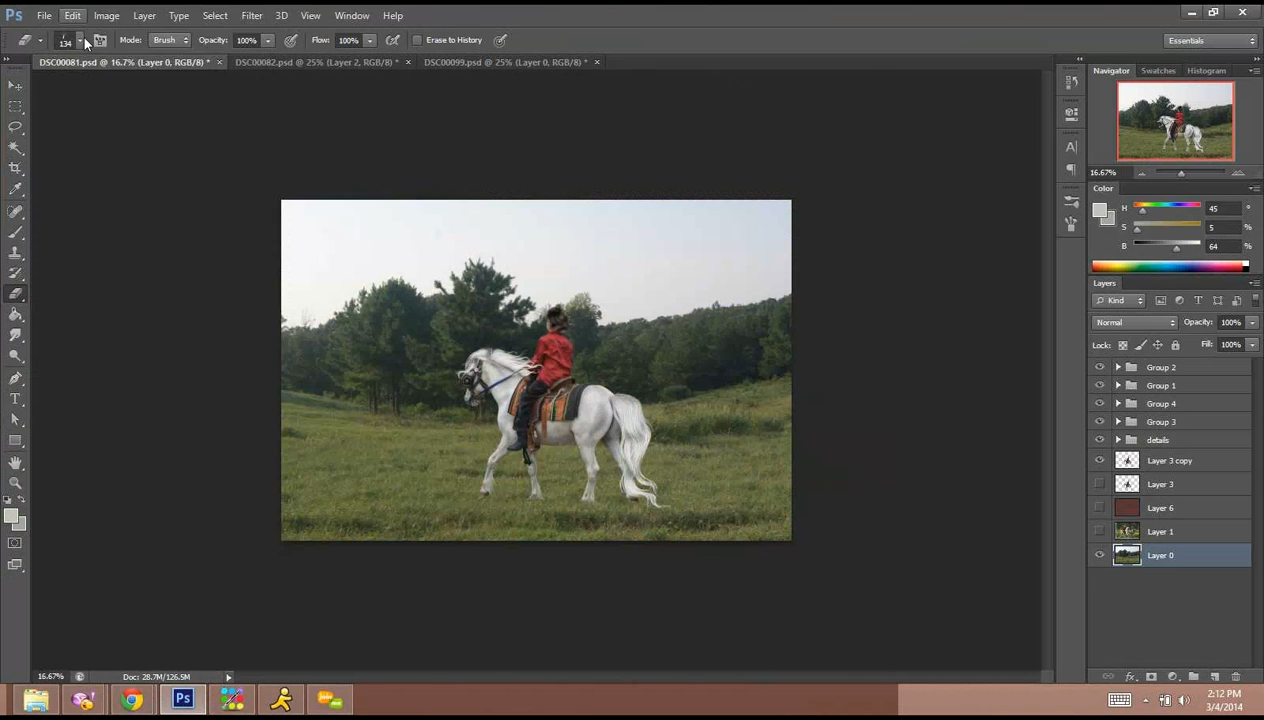 Ps File Edit Image Layer Type Select Filter 3D View Window Help
134 Mode: Brush Opacity: 100% Flow: 100% Erase to History Essentials
DSC00081.psd @ 16.7% (Layer 0, RGB/8) * × DSC00082.psd @ 25% (Layer 2, RGB/8) * × DSC00099.psd @ 25% (Layer 0, RGB/8) * ×
Navigator Swatches Histogram
16.67%
Color
H 45 °
S 5 %
B 64 %
Layers
Kind
Normal Opacity: 100%
Lock: Fill: 100%
Group 2
Group 1
Group 4
Group 3
details
Layer 3 copy
Layer 3
Layer 6
Layer 1
Layer 0
16.67% Doc: 28.7M/126.5M
Ps
2:12 PM
3/4/2014